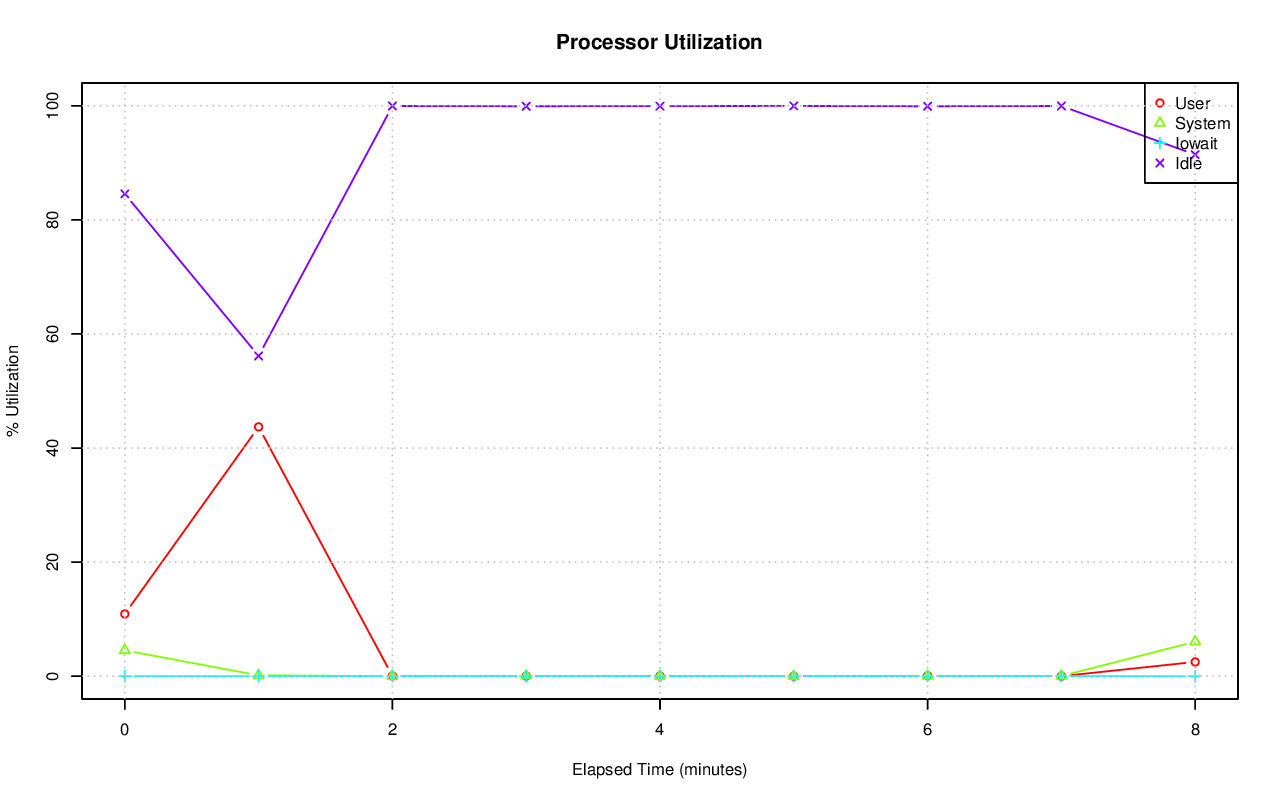 Processor Utilization
100
80
60
40
20
0
% Utilization
User
System
Iowait
Idle
0 2 4 6 8
Elapsed Time (minutes)